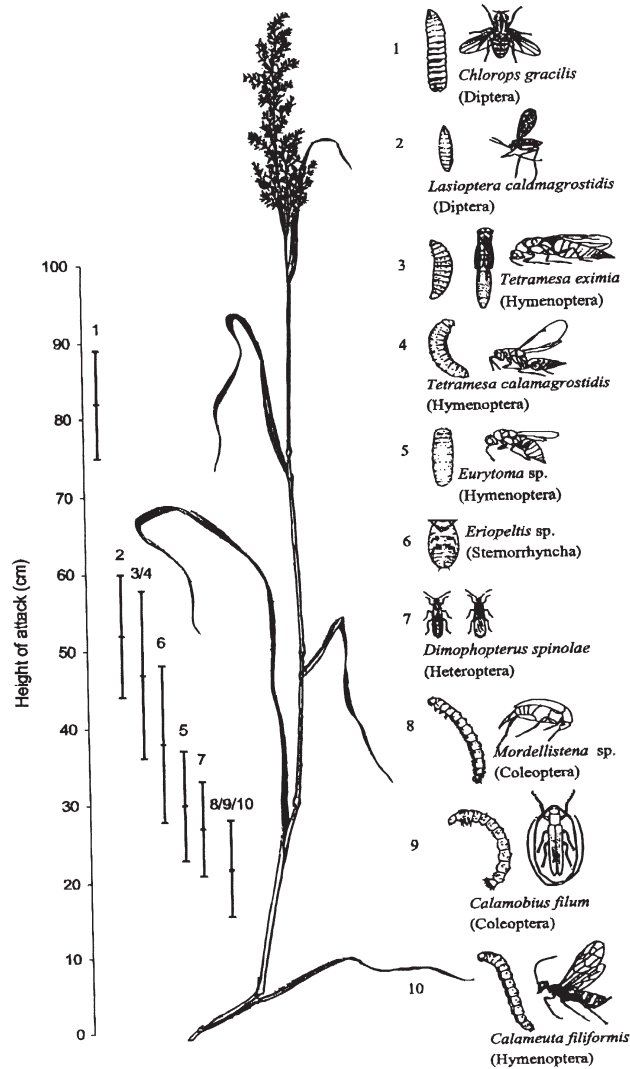 1
Chlorops gracilis
(Diptera)
2
Lasioptera calamagrostidis
(Diptera)
3
Tetramesa eximia
(Hymenoptera)
4
Tetramesa calamagrostidis
(Hymenoptera)
5
Eurytoma sp.
(Hymenoptera)
6
Eriopeltis sp.
(Sternorrhyncha)
7
Dimophopterus spinolae
(Heteroptera)
8
Mordellistena sp.
(Coleoptera)
9
Calamobius filum
(Coleoptera)
10
Calameuta filiformis
(Hymenoptera)
Height of attack (cm)
100
90
80
70
60
50
40
30
20
10
0
1
2
3/4
6
5
7
8/9/10